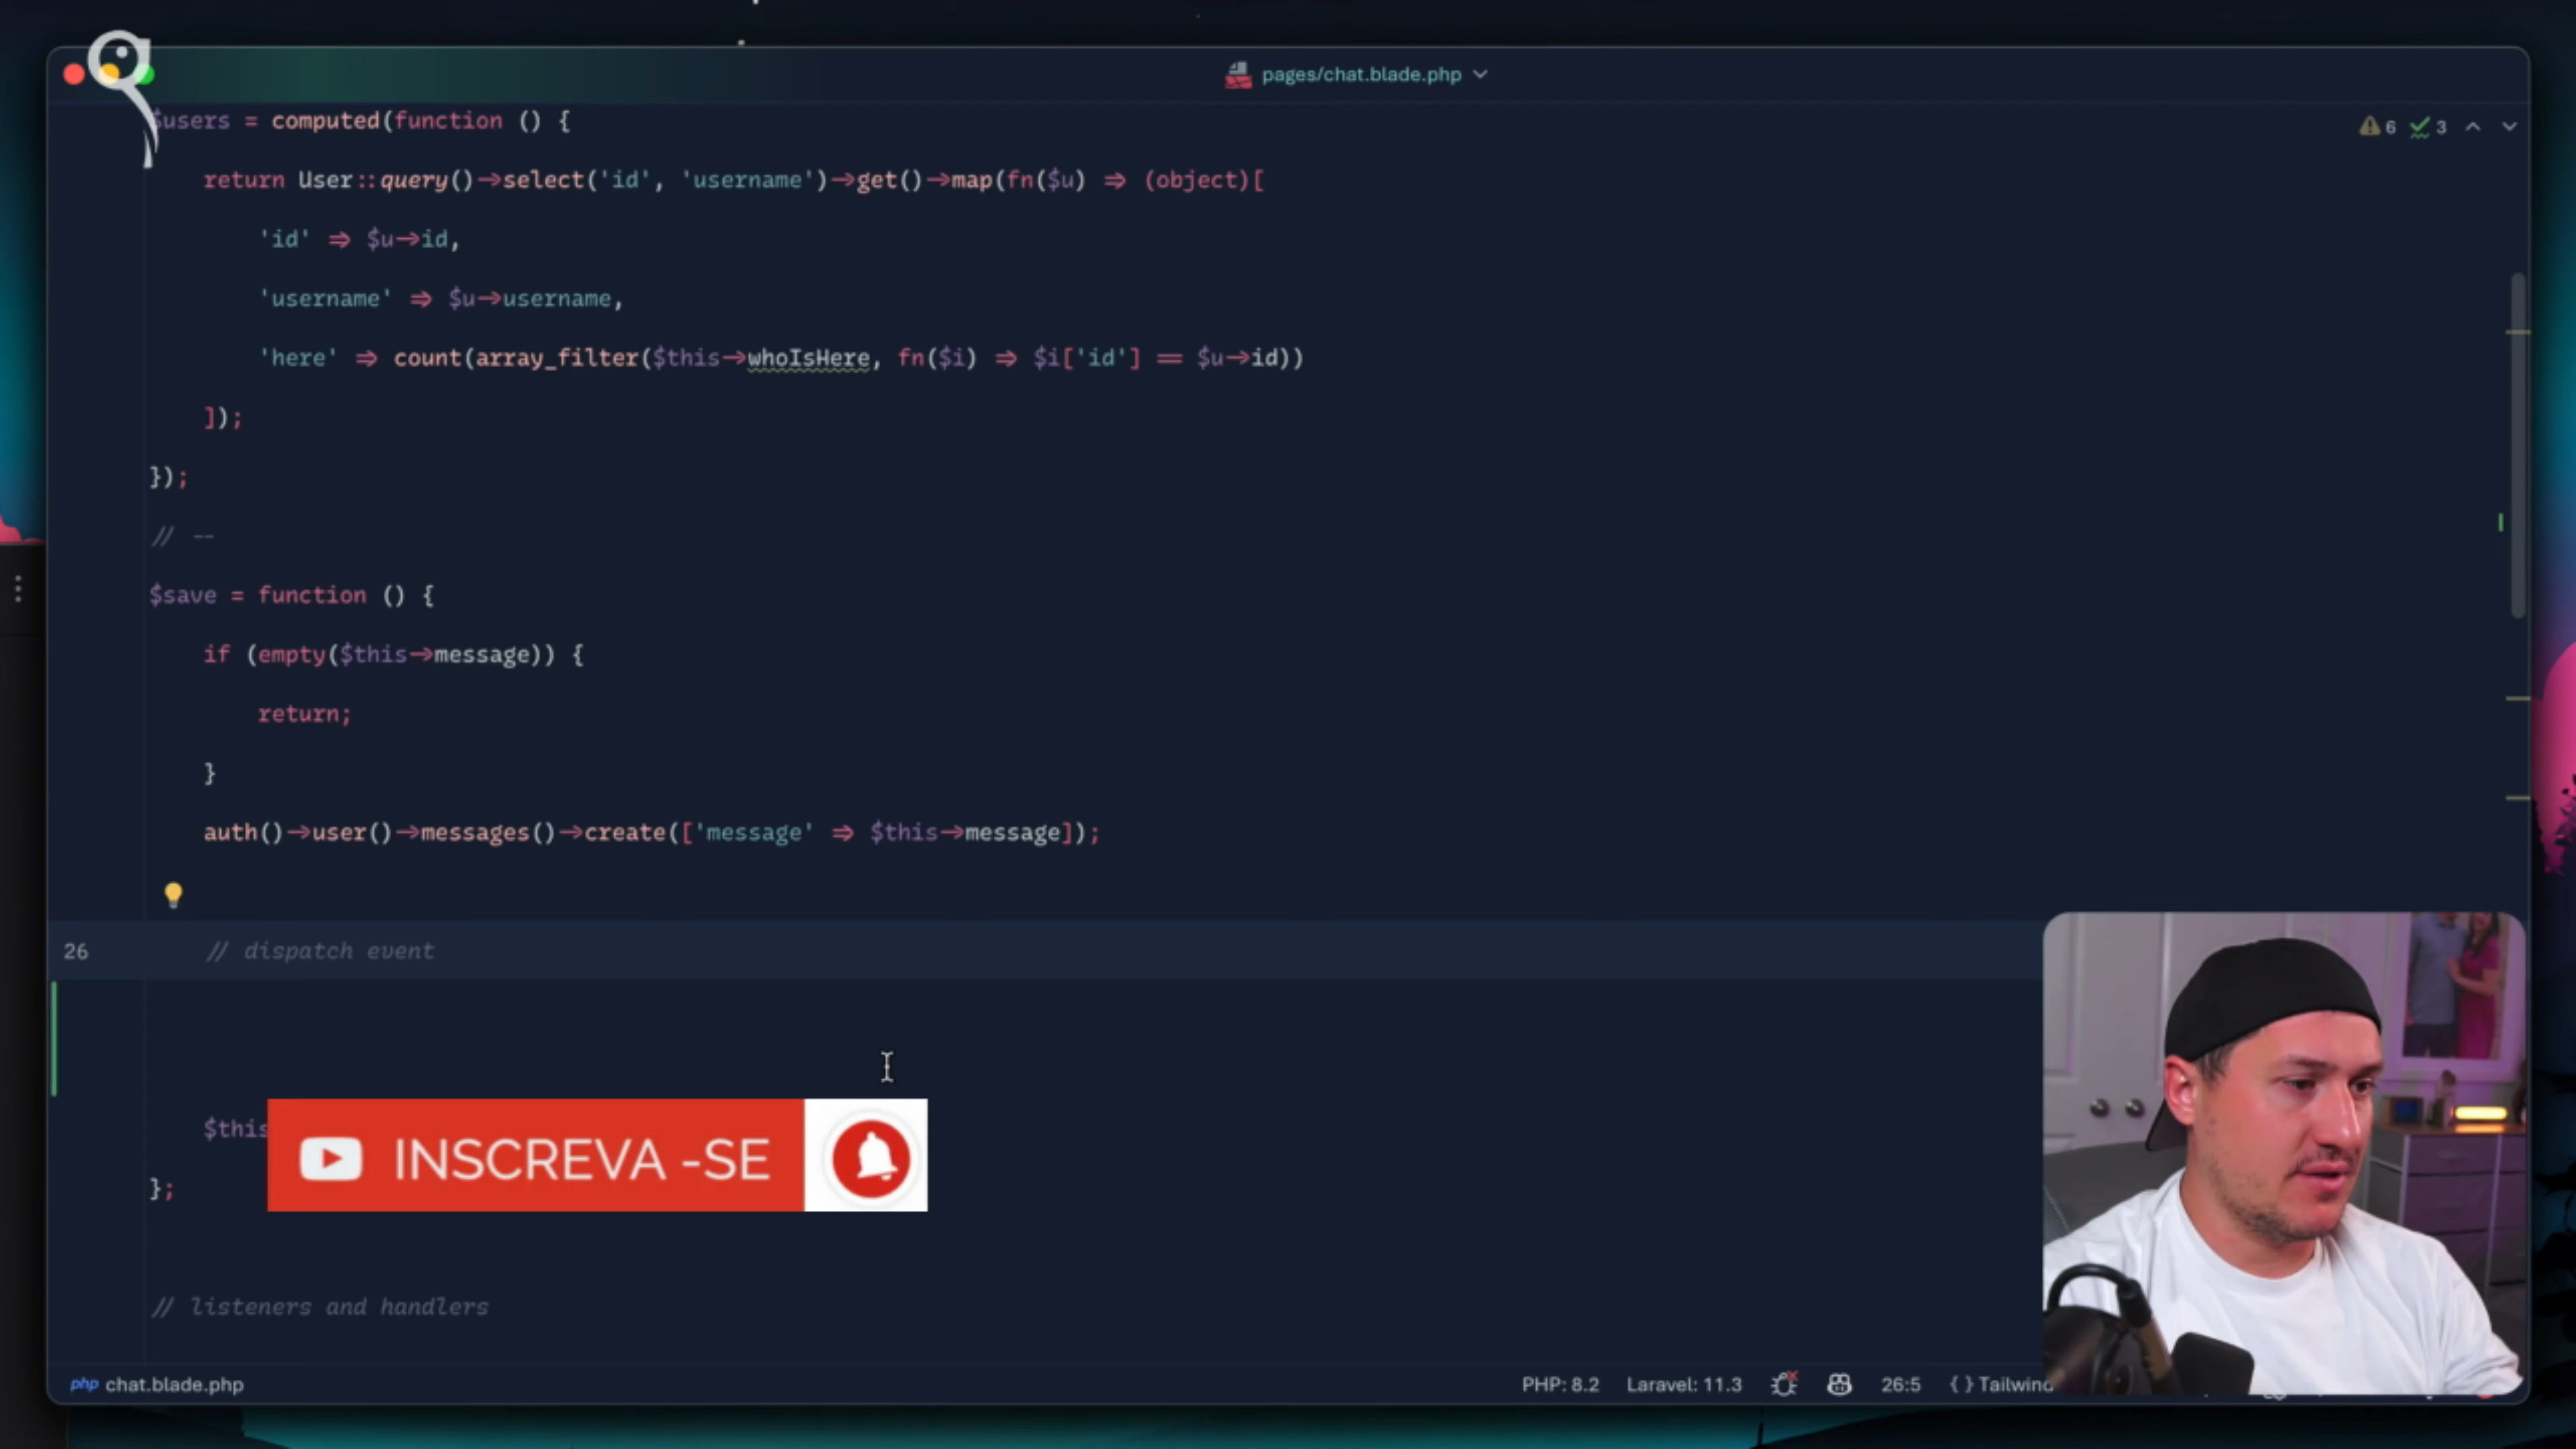 pages/chat.blade.php
$users = computed(function () {
6 3
return User::query()->select('id', 'username')->get()->map(fn($u) => (object)[
'id' => $u->id,
'username' => $u->username,
'here' => count(array_filter($this->whoIsHere, fn($i) => $i['id'] == $u->id))
]);
});
// --
$save = function () {
if (empty($this->message)) {
return;
}
auth()->user()->messages()->create(['message' => $this->message]);
26 // dispatch event
$this
INSCREVA -SE
};
// listeners and handlers
php chat.blade.php PHP: 8.2 Laravel: 11.3 26:5 { } Tailwind